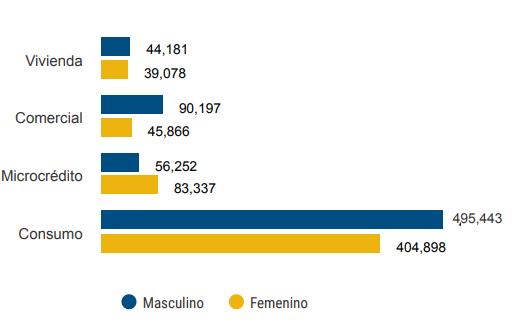 44,181
Vivienda
39,078
90,197
Comercial
45,866
56,252
Microcrédito
83,337
495,443
Consumo
404,898
Masculino Femenino